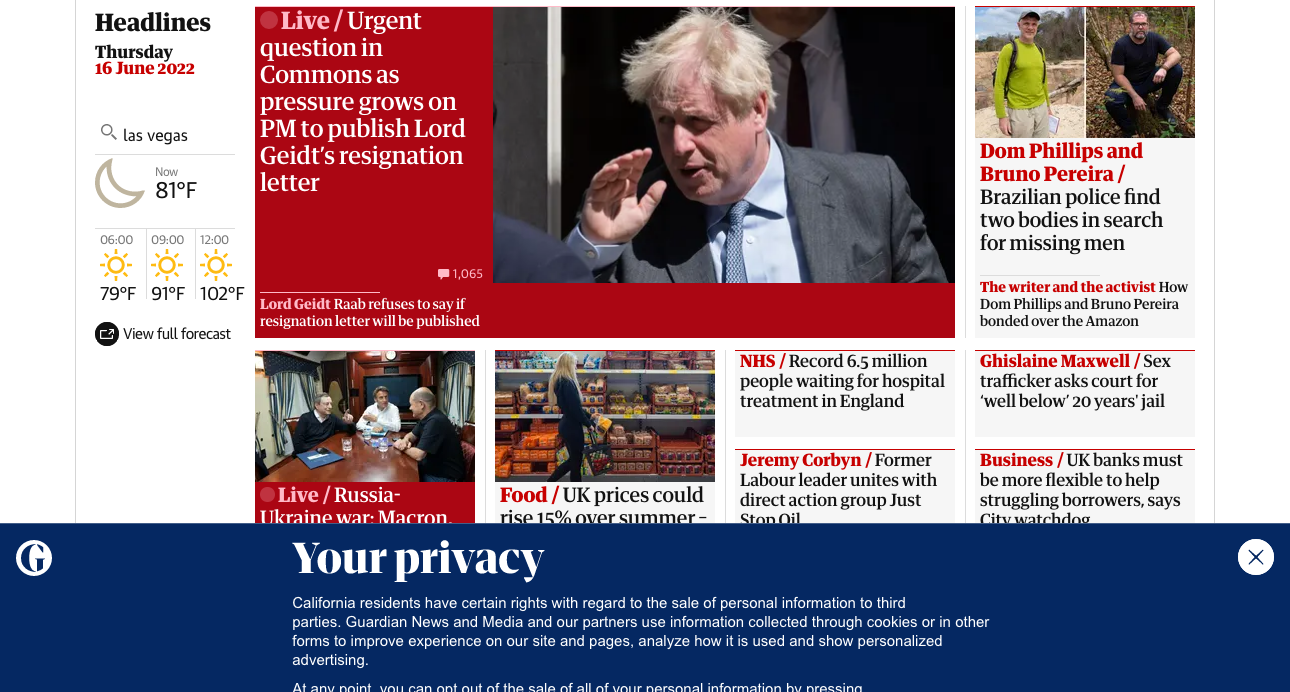 Headlines
Thursday
16 June 2022
las vegas
Now
81°F
06:00
79°F
09:00
91°F
12:00
102°F
View full forecast
Live / Urgent
question in
Commons as
pressure grows on
PM to publish Lord
Geidt's resignation
letter
1,065
Lord Geidt Raab refuses to say if
resignation letter will be published
Dom Phillips and
Bruno Pereira /
Brazilian police find
two bodies in search
for missing men
The writer and the activist How
Dom Phillips and Bruno Pereira
bonded over the Amazon
Live / Russia-
Ukraine war: Macron,
Food / UK prices could
rise 15% over summer –
NHS / Record 6.5 million
people waiting for hospital
treatment in England
Ghislaine Maxwell / Sex
trafficker asks court for
‘well below’ 20 years' jail
Jeremy Corbyn / Former
Labour leader unites with
direct action group Just
Stop Oil
Business / UK banks must
be more flexible to help
struggling borrowers, says
City watchdog
G
Your privacy
California residents have certain rights with regard to the sale of personal information to third
parties. Guardian News and Media and our partners use information collected through cookies or in other
forms to improve experience on our site and pages, analyze how it is used and show personalized
advertising.
At any point, you can opt out of the sale of all of your personal information by pressing